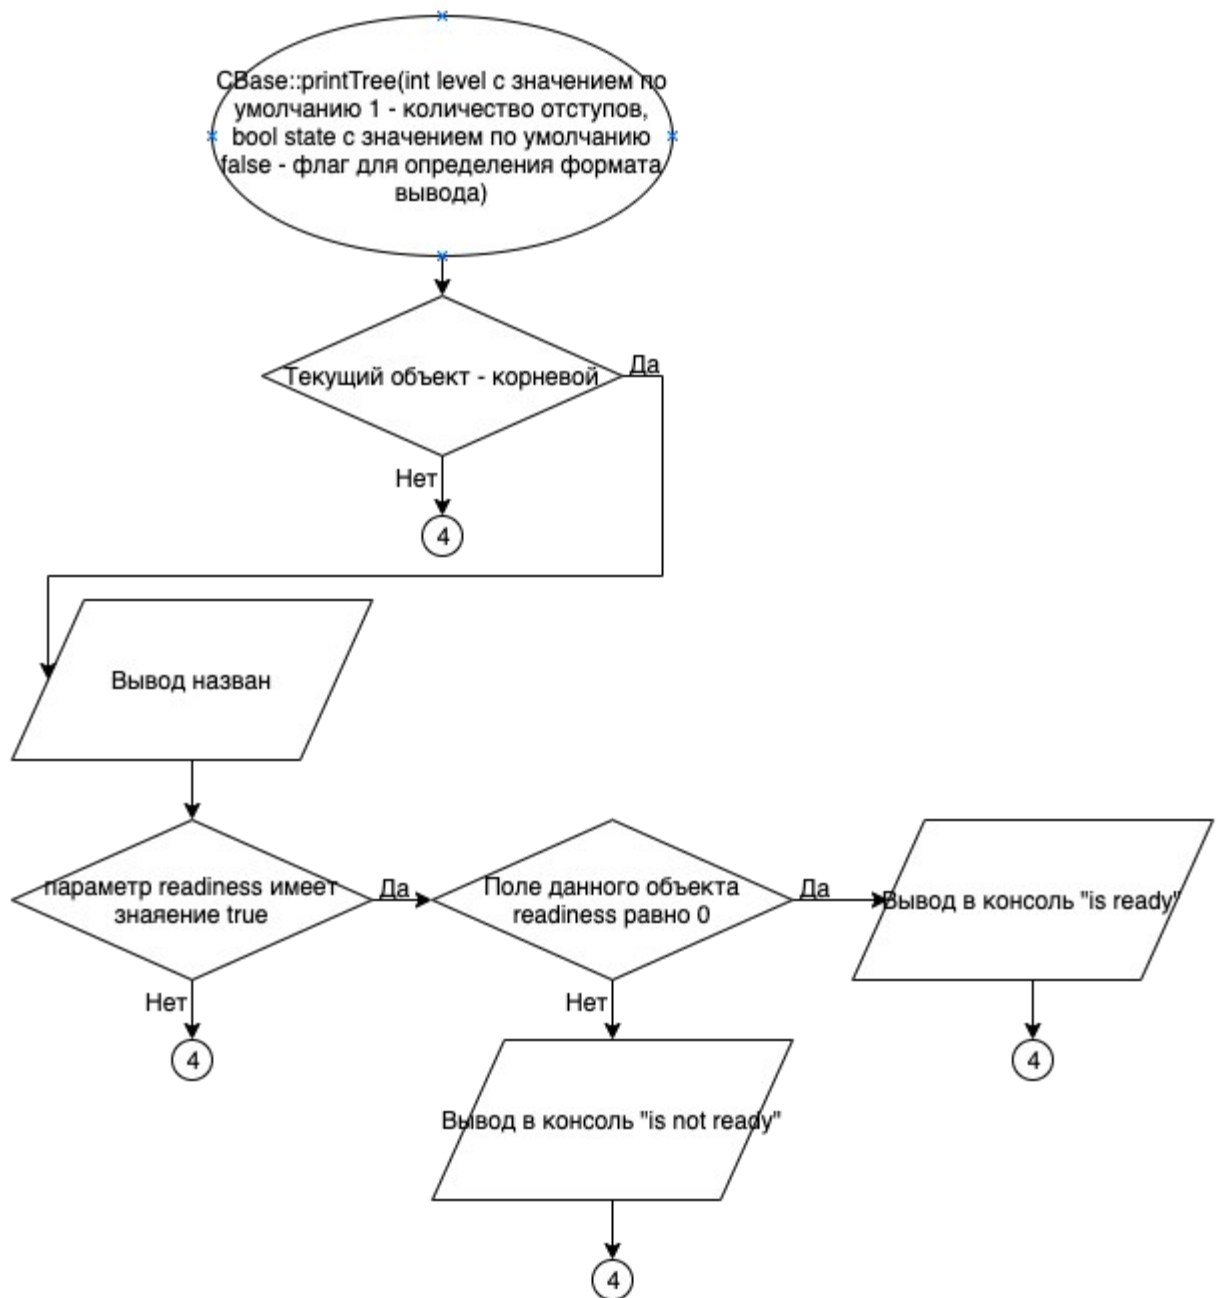 CBase::printTree(int level с значением по
умолчанию 1 - количество отступов,
bool state с значением по умолчанию
false - флаг для определения формата
вывода)
Текущий объект - корневой
Да
Нет
4
Вывод назван
параметр readiness имеет
знаяение true
Да
Поле данного объекта
readiness равно 0
Да
Вывод в консоль "is ready"
Нет
4
Нет
4
Вывод в консоль "is not ready"
4